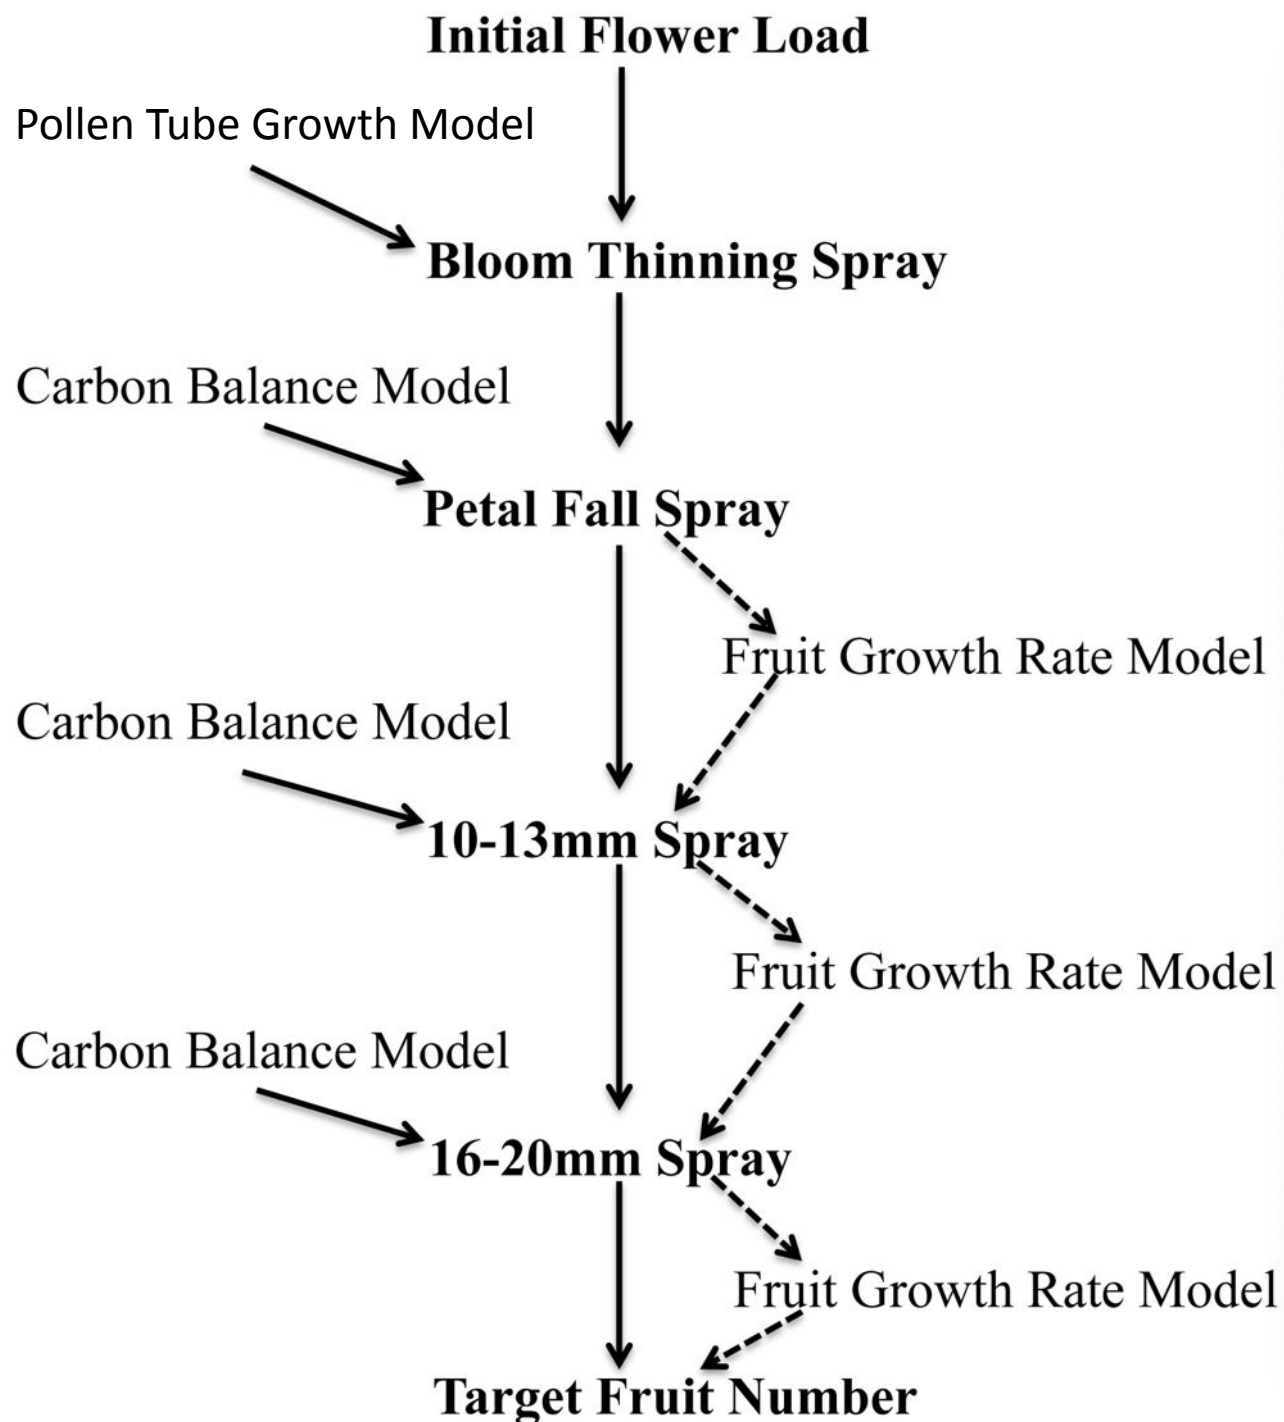 Initial Flower Load
Pollen Tube Growth Model
Bloom Thinning Spray
Carbon Balance Model
Petal Fall Spray
Fruit Growth Rate Model
Carbon Balance Model
10-13mm Spray
Fruit Growth Rate Model
Carbon Balance Model
16-20mm Spray
Fruit Growth Rate Model
Target Fruit Number